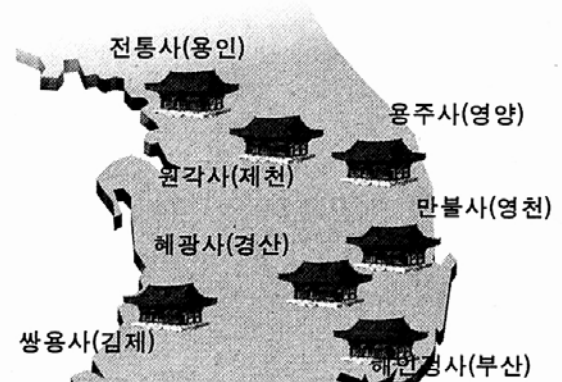 전통사(용인)
용주사(영양)
원각사(제천)
만불사(영천)
혜광사(경산)
쌍용사(김제)
해인정사(부산)